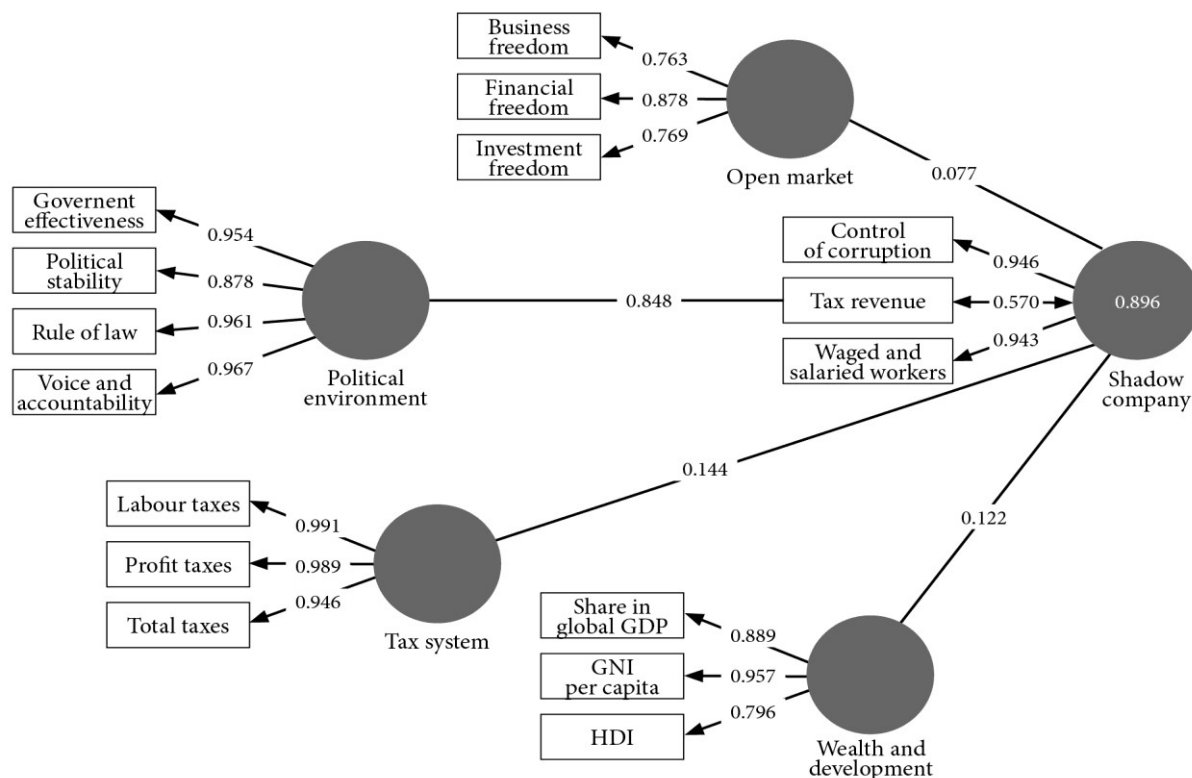 Business
freedom
0.763
Financial
freedom
0.878
Investment
freedom
0.769
Open market
0.077
Governent
effectiveness
0.954
Political
stability
0.878
Rule of law
0.961
Voice and
accountability
0.967
Political
environment
0.848
Control
of corruption
0.946
Tax revenue
0.570
Waged and
salaried workers
0.943
0.896
Shadow
company
0.144
0.122
Labour taxes
0.991
Profit taxes
0.989
Total taxes
0.946
Tax system
Share in
global GDP
0.889
GNI
per capita
0.957
HDI
0.796
Wealth and
development